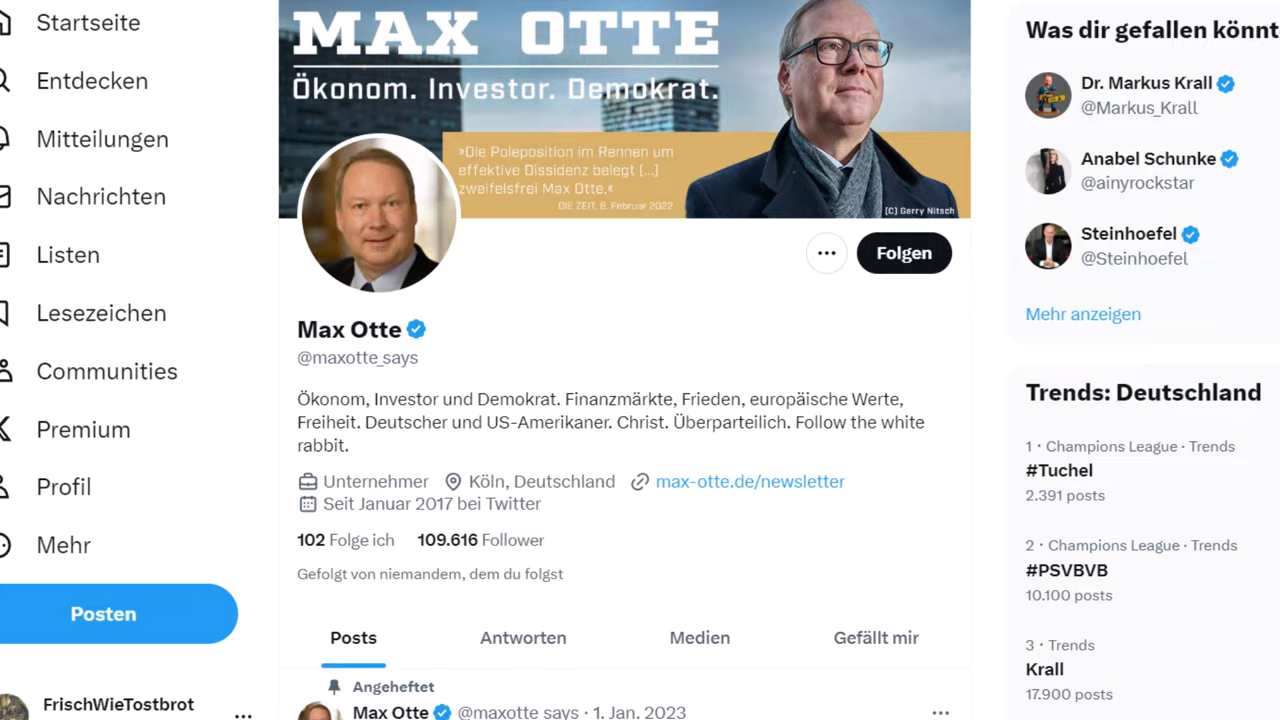 Startseite
Entdecken
Mitteilungen
Nachrichten
Listen
Lesezeichen
Communities
Premium
Profil
Mehr
Posten
FrischWieTostbrot
MAX OTTE
Ökonom. Investor. Demokrat.
»Die Poleposition im Rennen um
effektive Dissidenz belegt [...]
zweifelsfrei Max Otte.«
DIE ZEIT, 8. Februar 2022
[C] Gerry Nitsch
Folgen
Max Otte
@maxotte_says
Ökonom, Investor und Demokrat. Finanzmärkte, Frieden, europäische Werte,
Freiheit. Deutscher und US-Amerikaner. Christ. Überparteilich. Follow the white
rabbit.
Unternehmer Köln, Deutschland max-otte.de/newsletter
Seit Januar 2017 bei Twitter
102 Folge ich 109.616 Follower
Gefolgt von niemandem, dem du folgst
Posts Antworten Medien Gefällt mir
Angeheftet
Max Otte @maxotte_says · 1. Jan. 2023
Was dir gefallen könnt
Dr. Markus Krall
@Markus_Krall
Anabel Schunke
@ainyrockstar
Steinhoefel
@Steinhoefel
Mehr anzeigen
Trends: Deutschland
1 · Champions League · Trends
#Tuchel
2.391 posts
2 · Champions League · Trends
#PSVBVB
10.100 posts
3 · Trends
Krall
17.900 posts